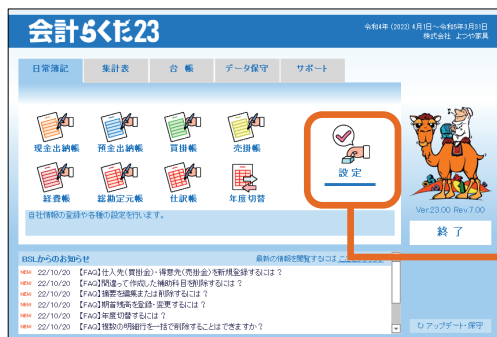 会計らくだ23
令和4年 (2022) 4月1日～令和5年3月31日
株式会社 よつや家具
日常簿記 集計表 台 帳 データ保守 サポート
現金出納帳 預金出納帳 買掛帳 売掛帳
設 定
経費帳 総勘定元帳 仕訳帳 年度切替
自社情報の登録や各種の設定を行います。
Ver.23.00 Rev.7.00
終 了
BSLからのお知らせ 最新の情報を閲覧するには
NEW 22/10/20 【FAQ】仕入先(買掛金)・得意先(売掛金)を新規登録するには？
NEW 22/10/20 【FAQ】間違って作成した補助科目を削除するには？
NEW 22/10/20 【FAQ】摘要を編集または削除するには？
NEW 22/10/20 【FAQ】期首残高を登録・変更するには？
NEW 22/10/20 【FAQ】年度切替するには？
NEW 22/10/20 【FAQ】複数の明細行を一括で削除することはできますか？
アップデート・保守